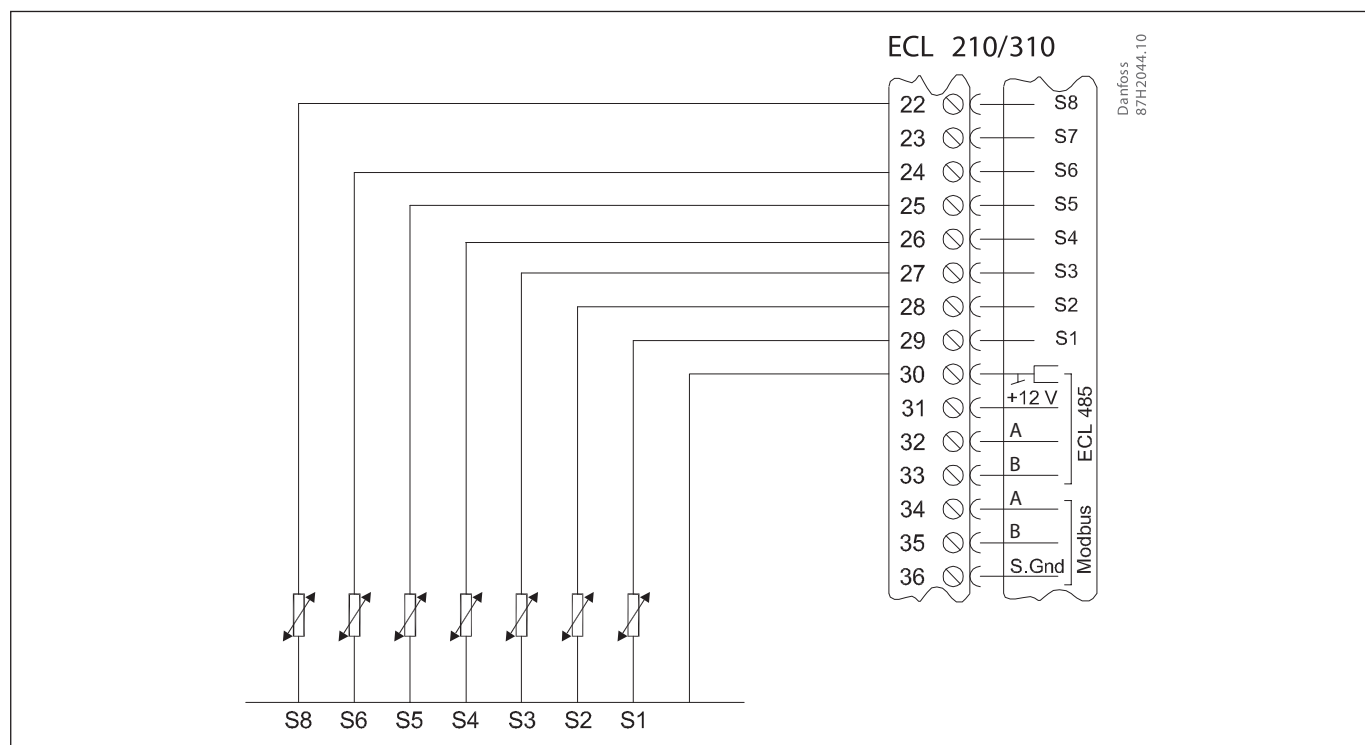 ECL 210/310
Danfoss
87H2044.10
22 S8
23 S7
24 S6
25 S5
26 S4
27 S3
28 S2
29 S1
30
31 +12 V
32 A
33 B
ECL 485
34 A
35 B
36 S.Gnd
Modbus
S8 S6 S5 S4 S3 S2 S1